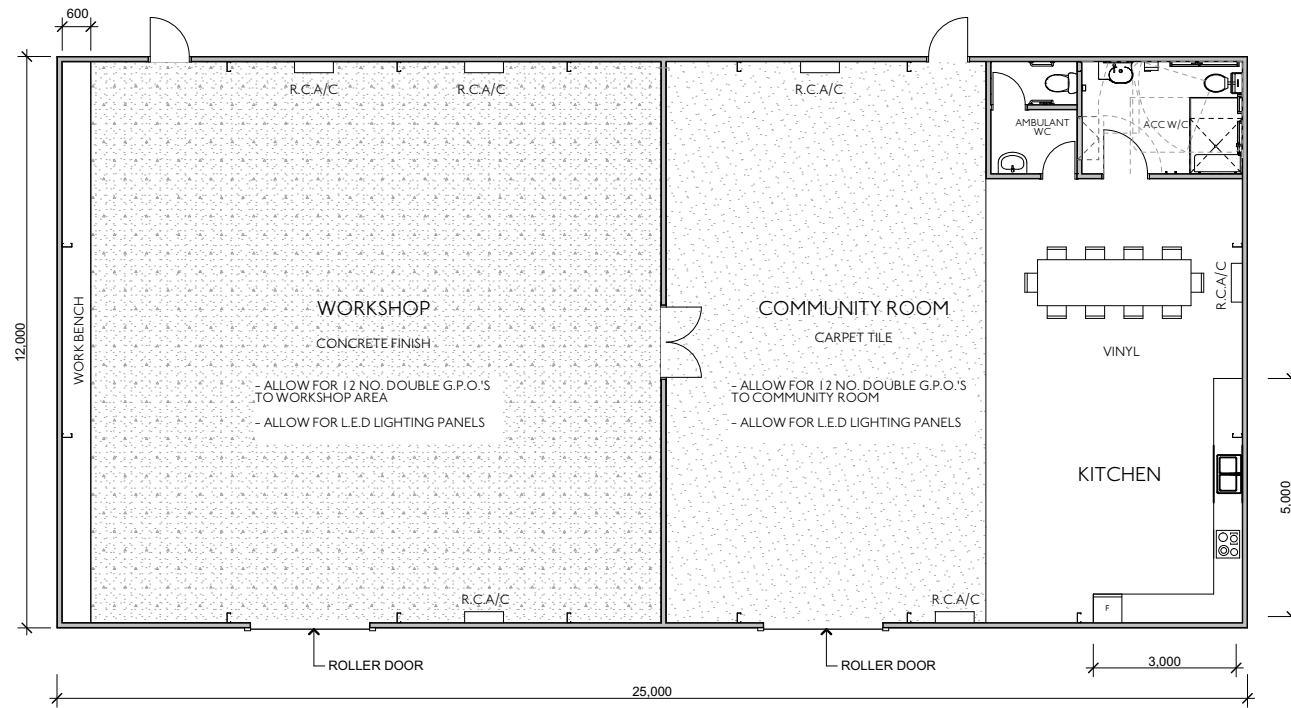 600
R.C.A/C
R.C.A/C
R.C.A/C
AMBULANT
WC
ACC W/C
12,000
WORK BENCH
WORKSHOP
CONCRETE FINISH
- ALLOW FOR 12 NO. DOUBLE G.P.O.'S
TO WORKSHOP AREA
- ALLOW FOR L.E.D LIGHTING PANELS
COMMUNITY ROOM
CARPET TILE
- ALLOW FOR 12 NO. DOUBLE G.P.O.'S
TO COMMUNITY ROOM
- ALLOW FOR L.E.D LIGHTING PANELS
R.C.A/C
VINYL
KITCHEN
5.000
F
R.C.A/C
R.C.A/C
ROLLER DOOR
ROLLER DOOR
3,000
25,000